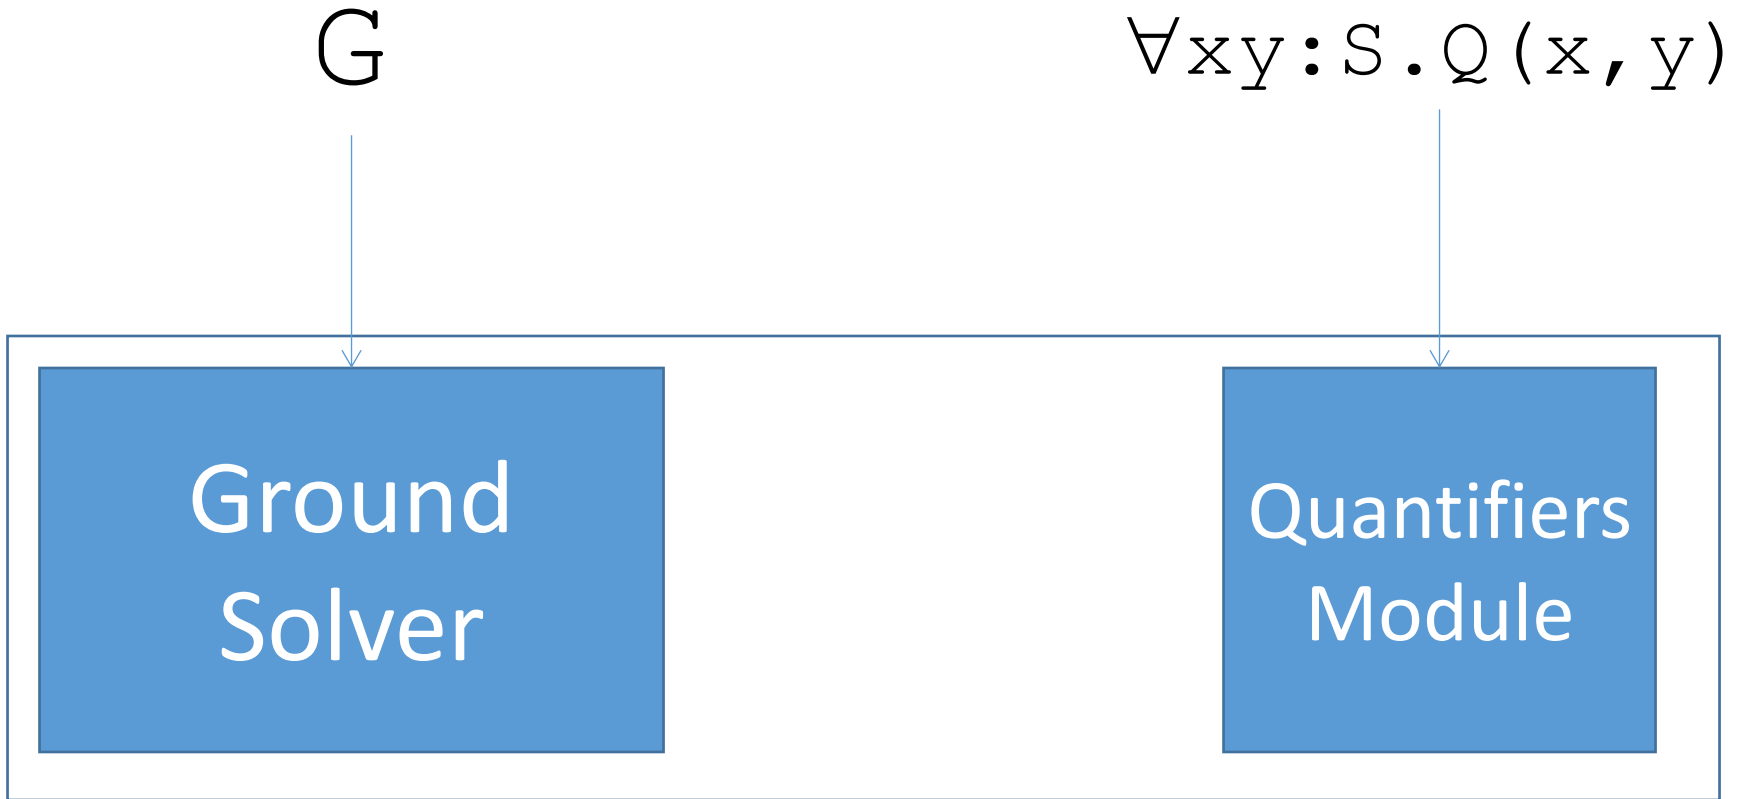 G
∀xy:S.Q(x,y)
Ground
Solver
Quantifiers
Module